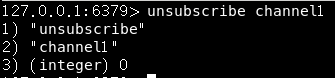 127.0.0.1:6379> unsubscribe channel1
1) "unsubscribe"
2) "channel1"
3) (integer) 0